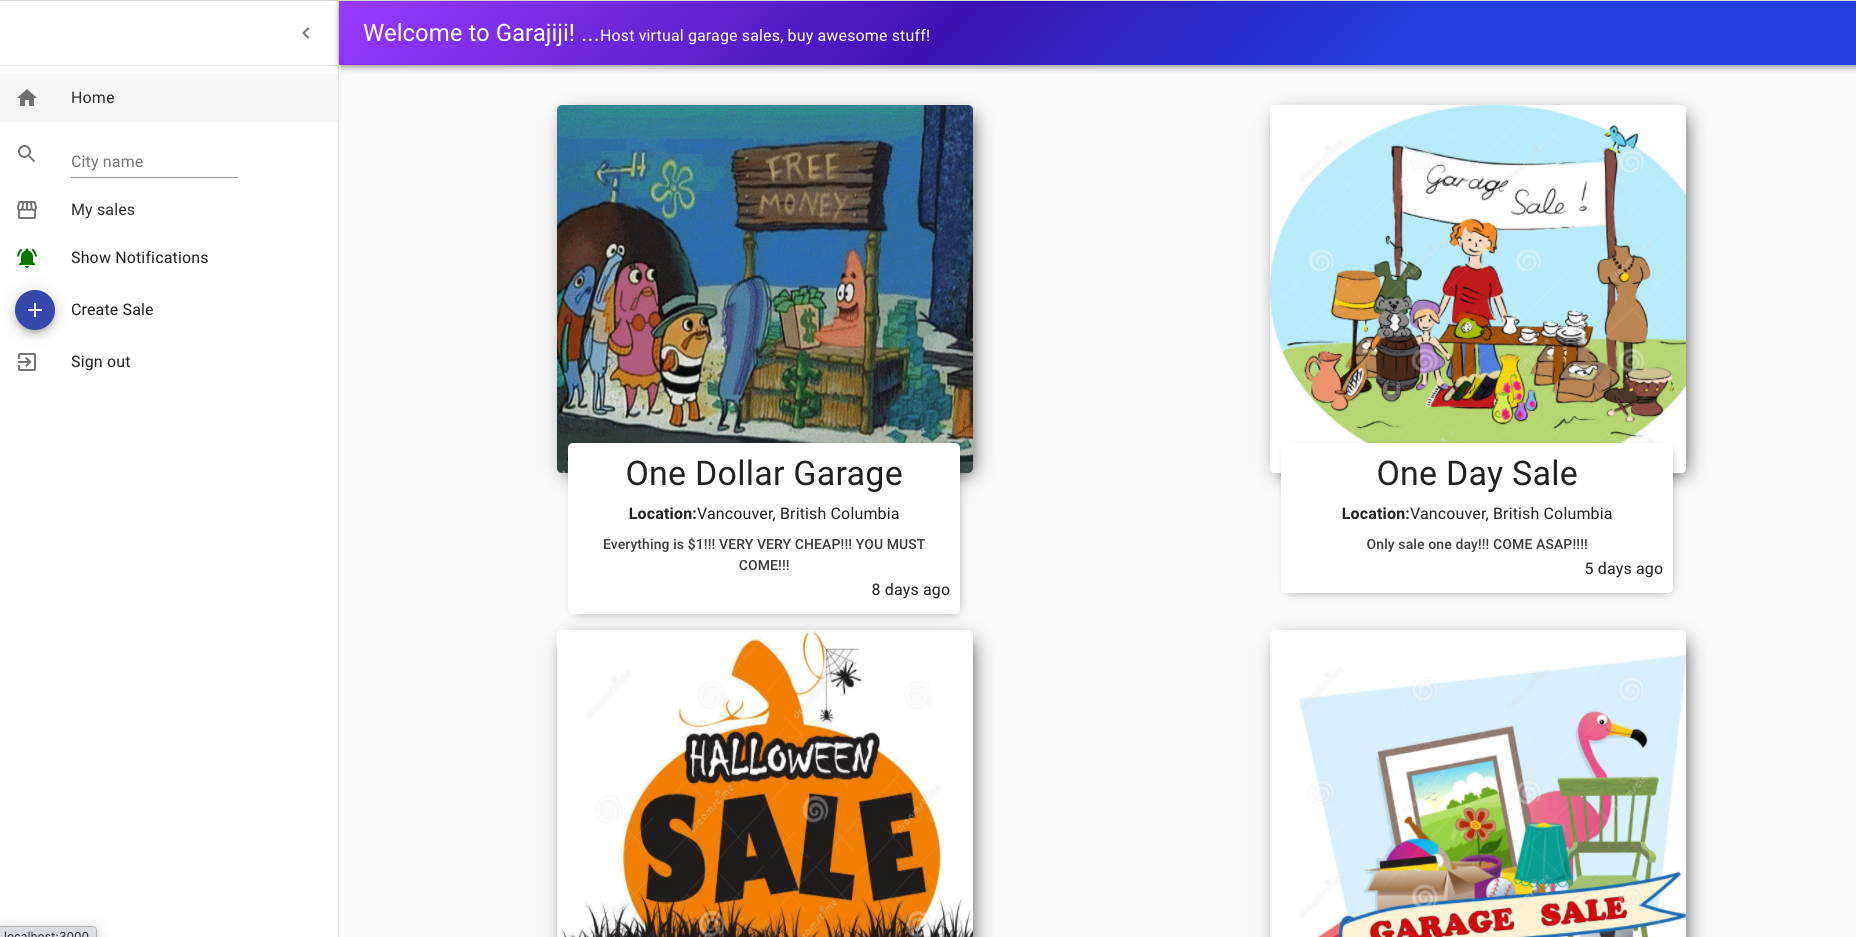 Welcome to Garajiji! ...Host virtual garage sales, buy awesome stuff!
Home
City name
My sales
Show Notifications
Create Sale
Sign out
FREE
MONEY
One Dollar Garage
Location:Vancouver, British Columbia
Everything is $1!!! VERY VERY CHEAP!!! YOU MUST
COME!!!
8 days ago
Garage
Sale!
One Day Sale
Location:Vancouver, British Columbia
Only sale one day!!! COME ASAP!!!!
5 days ago
HALLOWEEN
SALE
GARAGE SALE
localhost:3000